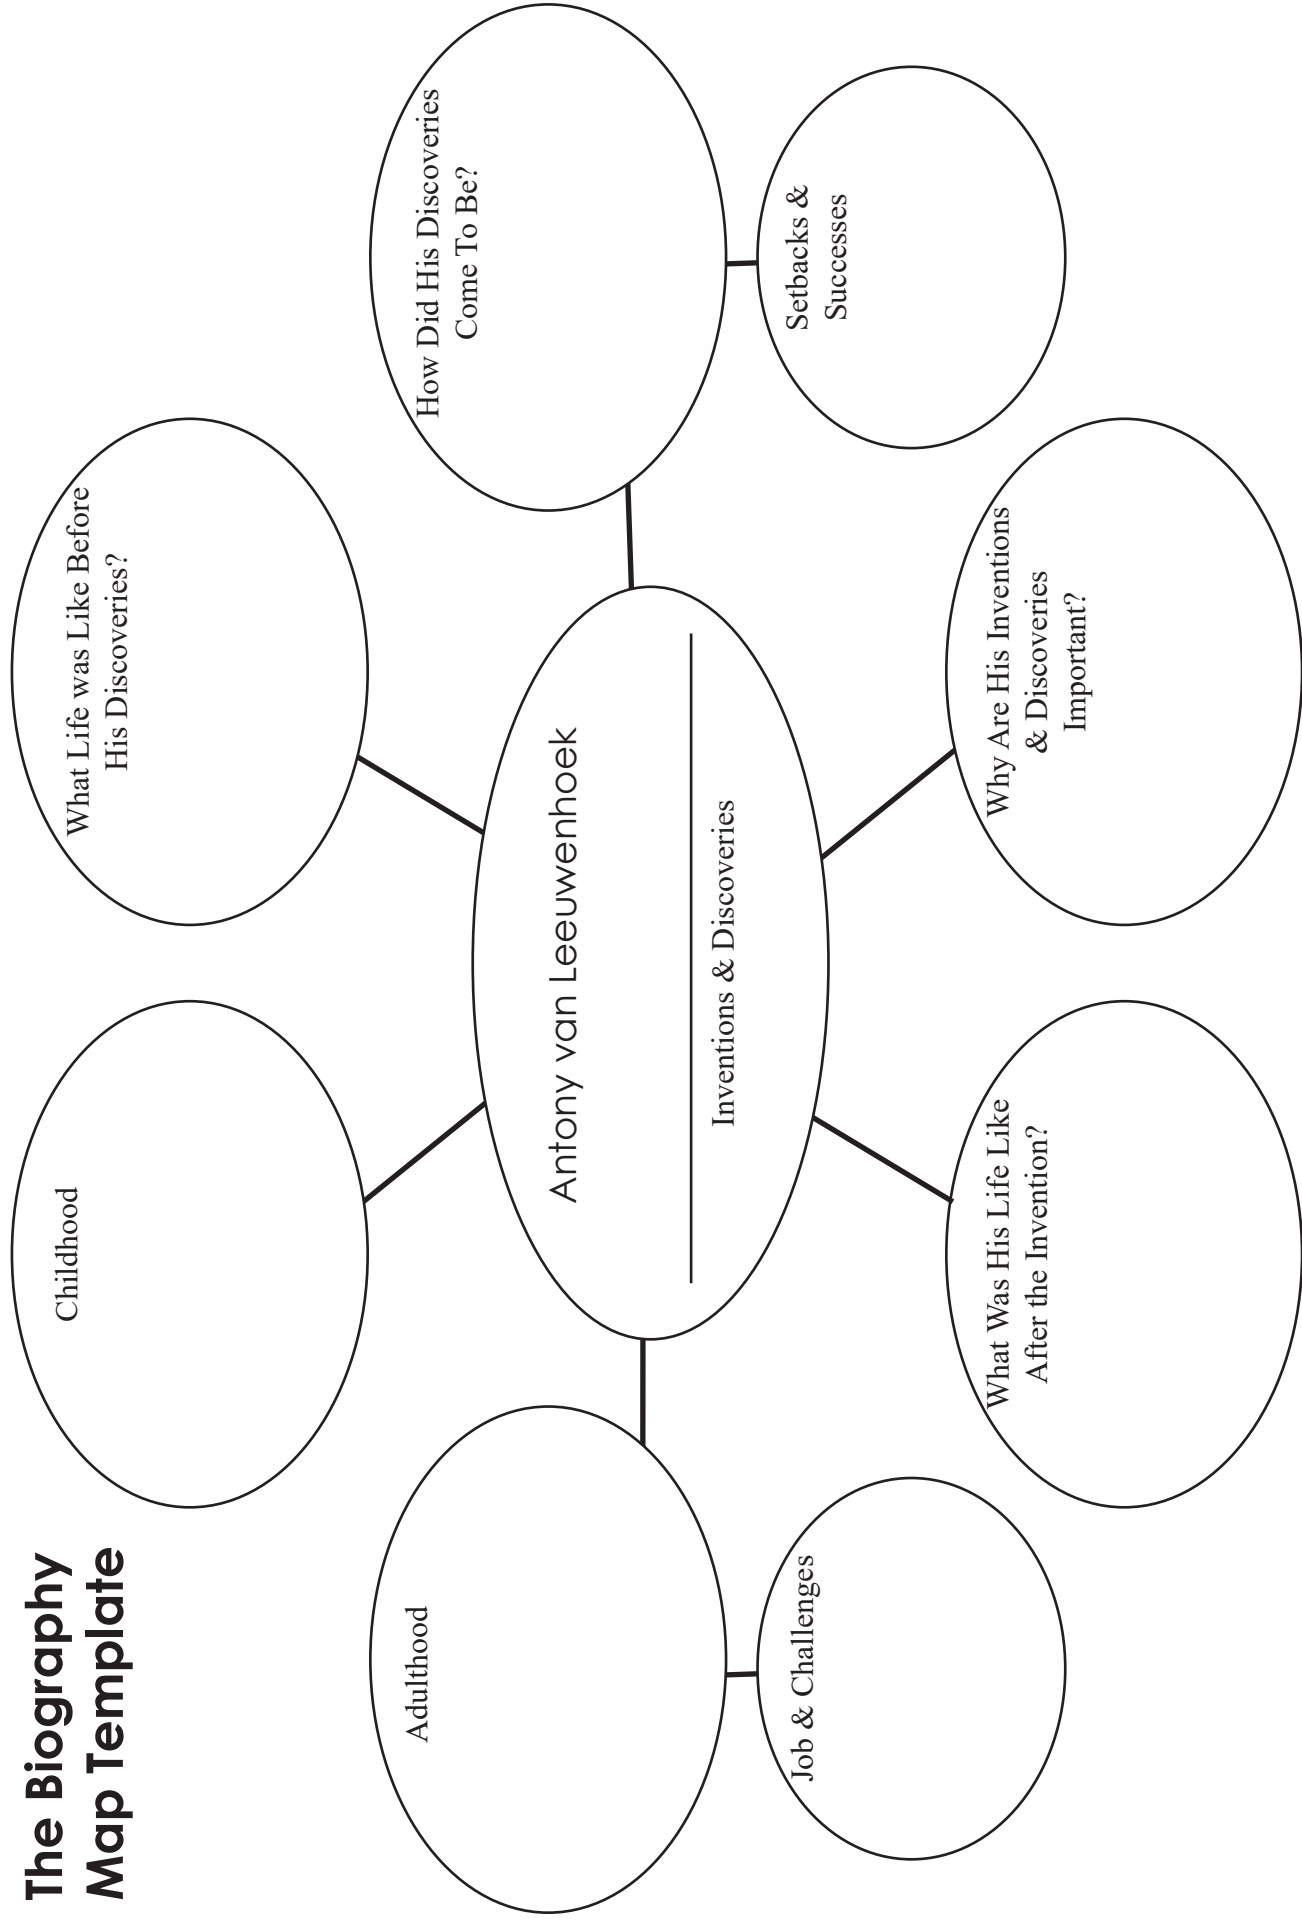 The Biography
Map Template
Childhood
What Life was Like Before
His Discoveries?
Adulthood
How Did His Discoveries
Come To Be?
Antony van Leeuwenhoek
Inventions & Discoveries
Job & Challenges
Setbacks &
Successes
What Was His Life Like
After the Invention?
Why Are His Inventions
& Discoveries
Important?